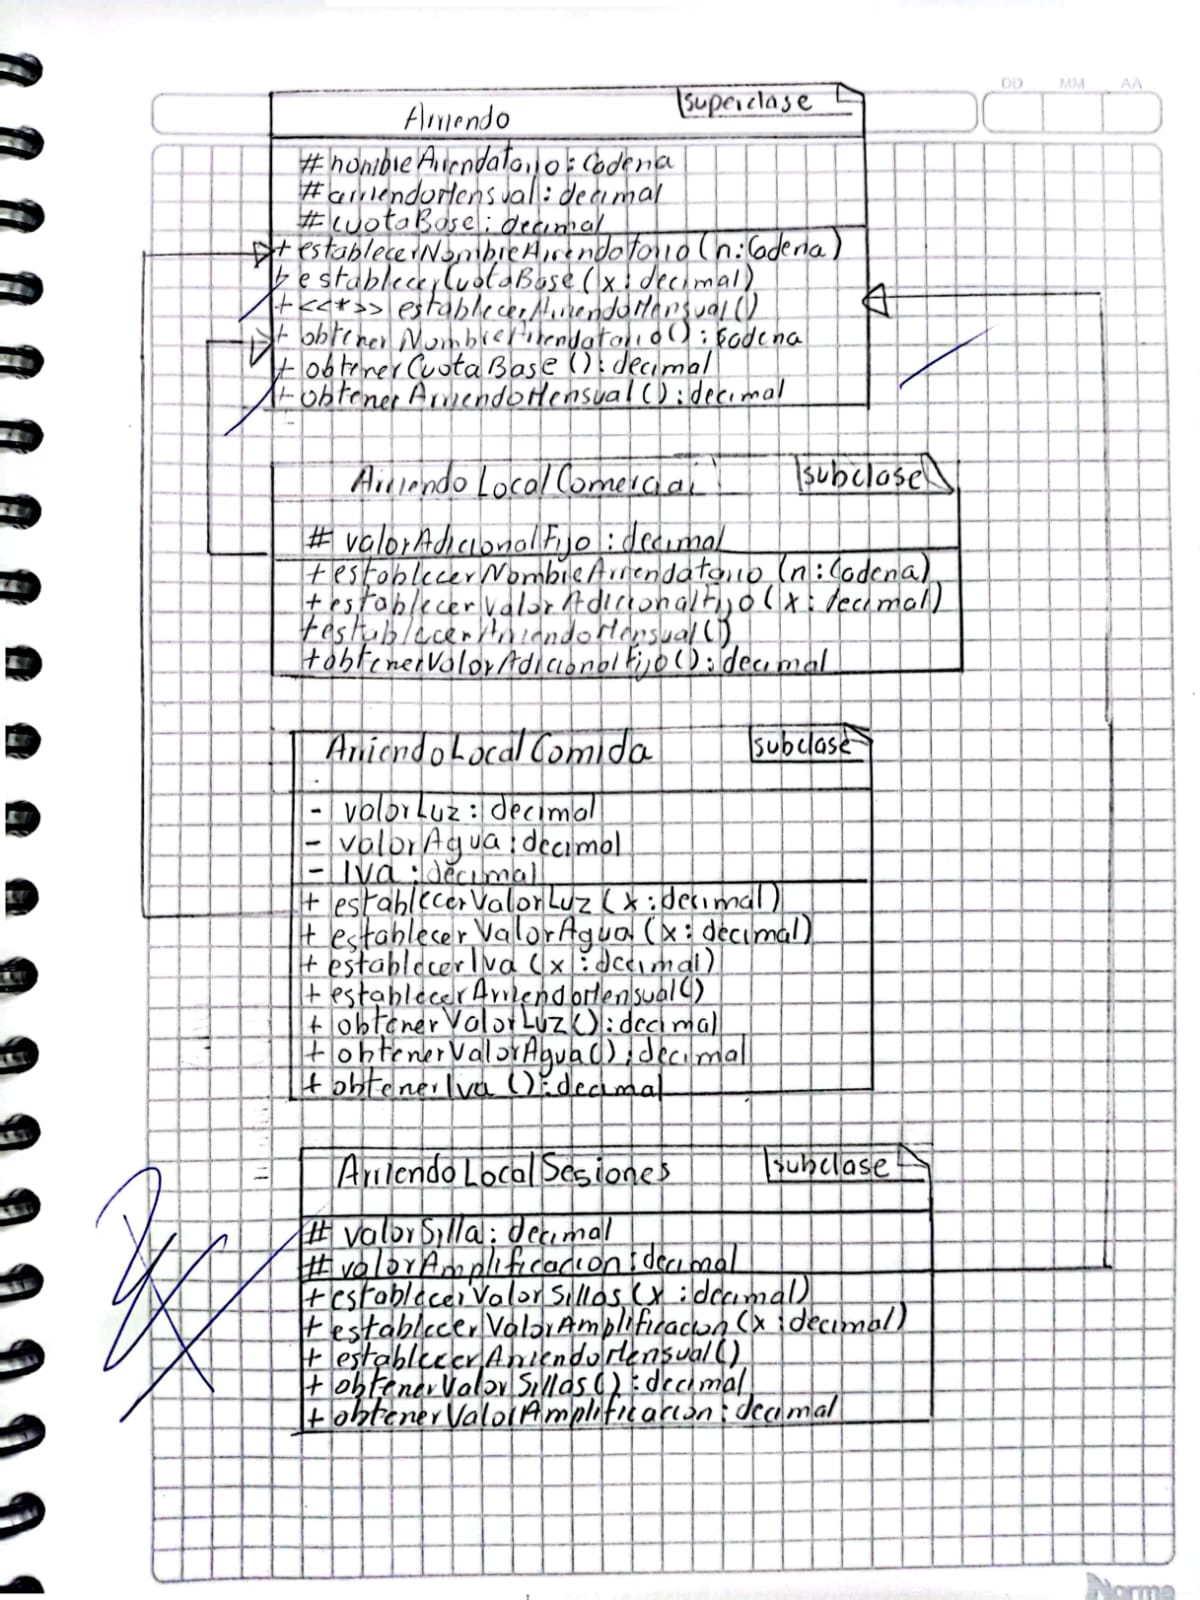 DD MM AA
Arriendo superclase
# nombreArrendatario : Cadena
# arriendoMensual : decimal
# cuotaBase : decimal
+ establecerNombreArrendatario (n : Cadena)
+ establecerCuotaBase (x : decimal)
+ <<*>> establecerArriendoMensual ()
+ obtenerNombreArrendatario () : Cadena
+ obtenerCuotaBase () : decimal
+ obtenerArriendoMensual () : decimal
ArriendoLocalComercial subclase
# valorAdicionalFijo : decimal
+ establecerNombreArrendatario (n : Cadena)
+ establecerValorAdicionalFijo (x : decimal)
+ establecerArriendoMensual ()
+ obtenerValorAdicionalFijo () : decimal
ArriendoLocalComida subclase
- valorLuz : decimal
- valorAgua : decimal
- Iva : decimal
+ establecerValorLuz (x : decimal)
+ establecerValorAgua (x : decimal)
+ establecerIva (x : decimal)
+ establecerArriendoMensual ()
+ obtenerValorLuz () : decimal
+ obtenerValorAgua () : decimal
+ obtenerIva () : decimal
ArriendoLocalSesiones subclase
# valorSilla : decimal
# valorAmplificacion : decimal
+ establecerValorSillas (x : decimal)
+ establecerValorAmplificacion (x : decimal)
+ establecerArriendoMensual ()
+ obtenerValorSillas () : decimal
+ obtenerValorAmplificacion : decimal
Norma